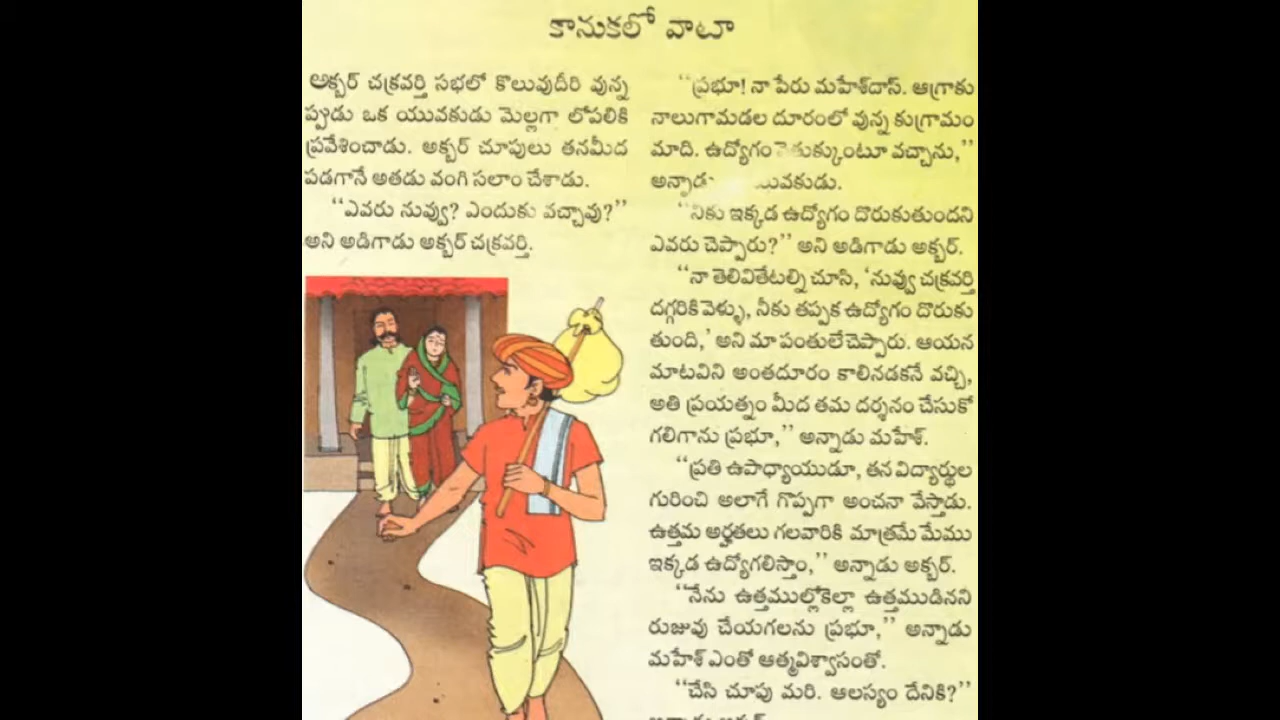 కానుకలో వాటా
అక్బర్ చక్రవర్తి సభలో కొలువుదీరి వున్న
ప్పుడు ఒక యువకుడు మెల్లగా లోపలికి
ప్రవేశించాడు. అక్బర్ చూపులు తనమీద
పడగానే అతడు వంగి సలాం చేశాడు.
‘‘ఎవరు నువ్వు? ఎందుకు వచ్చావు?’’
అని అడిగాడు అక్బర్ చక్రవర్తి.
‘‘ప్రభూ! నా పేరు మహేశ్‌దాస్. ఆగ్రాకు
నాలుగామడల దూరంలో వున్న కుగ్రామం
మాది. ఉద్యోగం వచ్చాను,’’
యువకుడు.
‘‘నీకు ఇక్కడ ఉద్యోగం దొరుకుతుందని
ఎవరు చెప్పారు?’’ అని అడిగాడు అక్బర్.
‘‘నా తెలివితేటల్ని చూసి, ‘నువ్వు చక్రవర్తి
దగ్గరికి వెళ్ళు, నీకు తప్పక ఉద్యోగం దొరుకు
తుంది,’ అని మా పంతులే చెప్పారు. ఆయన
మాటవిని అంతదూరం కాలినడకనే వచ్చి,
అతి ప్రయత్నం మీద తమ దర్శనం చేసుకో
గలిగాను ప్రభూ,’’ అన్నాడు మహేశ్.
‘‘ప్రతి ఉపాధ్యాయుడూ, తన విద్యార్థుల
గురించి అలాగే గొప్పగా అంచనా వేస్తాడు.
ఉత్తమ అర్హతలు గలవారికి మాత్రమే మేము
ఇక్కడ ఉద్యోగలిస్తాం,’’ అన్నాడు అక్బర్.
‘‘నేను ఉత్తముల్లోకెల్లా ఉత్తముడినని
రుజువు చేయగలను ప్రభూ,’’ అన్నాడు
మహేశ్ ఎంతో ఆత్మవిశ్వాసంతో.
‘‘చేసి చూపు మరి. ఆలస్యం దేనికి?’’